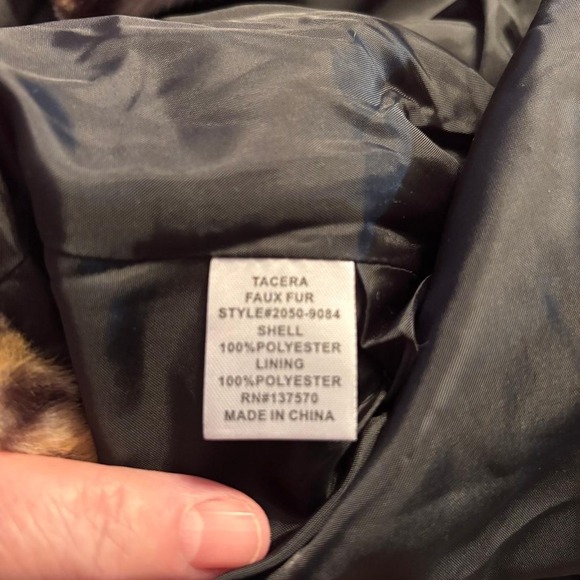 TACERA
FAUX FUR
STYLE#2050-9084
SHELL
100%POLYESTER
LINING
100%POLYESTER
RN#137570
MADE IN CHINA